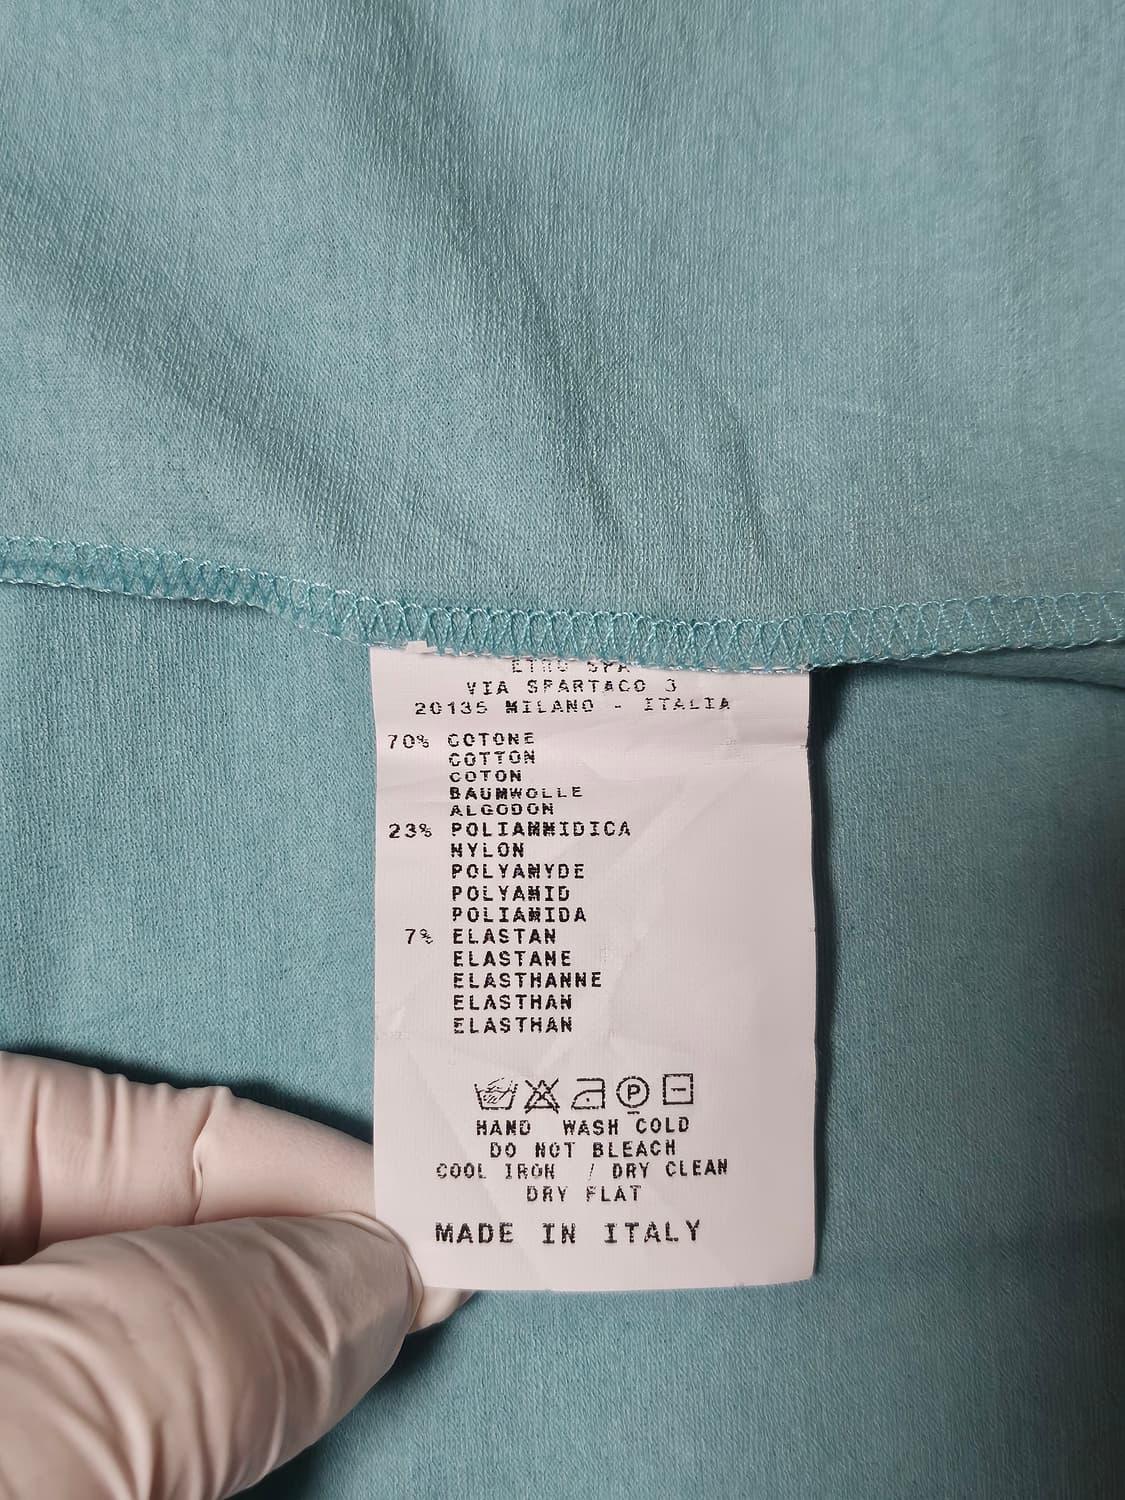 ETRO SPA
VIA SPARTACO 3
20135 MILANO - ITALIA
70% COTONE
COTTON
COTON
BAUMWOLLE
ALGODON
23% POLIAMMIDICA
NYLON
POLYAMYDE
POLYAMID
POLIAMIDA
7% ELASTAN
ELASTANE
ELASTHANNE
ELASTHAN
ELASTHAN
P
HAND WASH COLD
DO NOT BLEACH
COOL IRON / DRY CLEAN
DRY FLAT
MADE IN ITALY